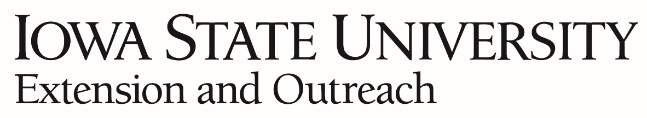 IOWA STATE UNIVERSITY
Extension and Outreach